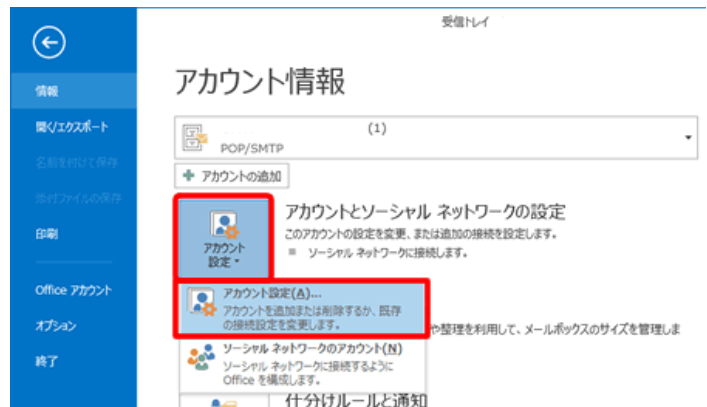 受信トレイ
アカウント情報
情報
開く/エクスポート
名前を付けて保存
添付ファイルの保存
印刷
Office アカウント
オプション
終了
(1)
POP/SMTP
アカウントの追加
アカウント
設定
アカウントとソーシャル ネットワークの設定
このアカウントの設定を変更、または追加の接続を設定します。
ソーシャル ネットワークに接続します。
アカウント設定(A)...
アカウントを追加または削除するか、既存
の接続設定を変更します。
や整理を利用して、メールボックスのサイズを管理しま
ソーシャル ネットワークのアカウント(N)
ソーシャル ネットワークに接続するように
Office を構成します。
仕分けルールと通知